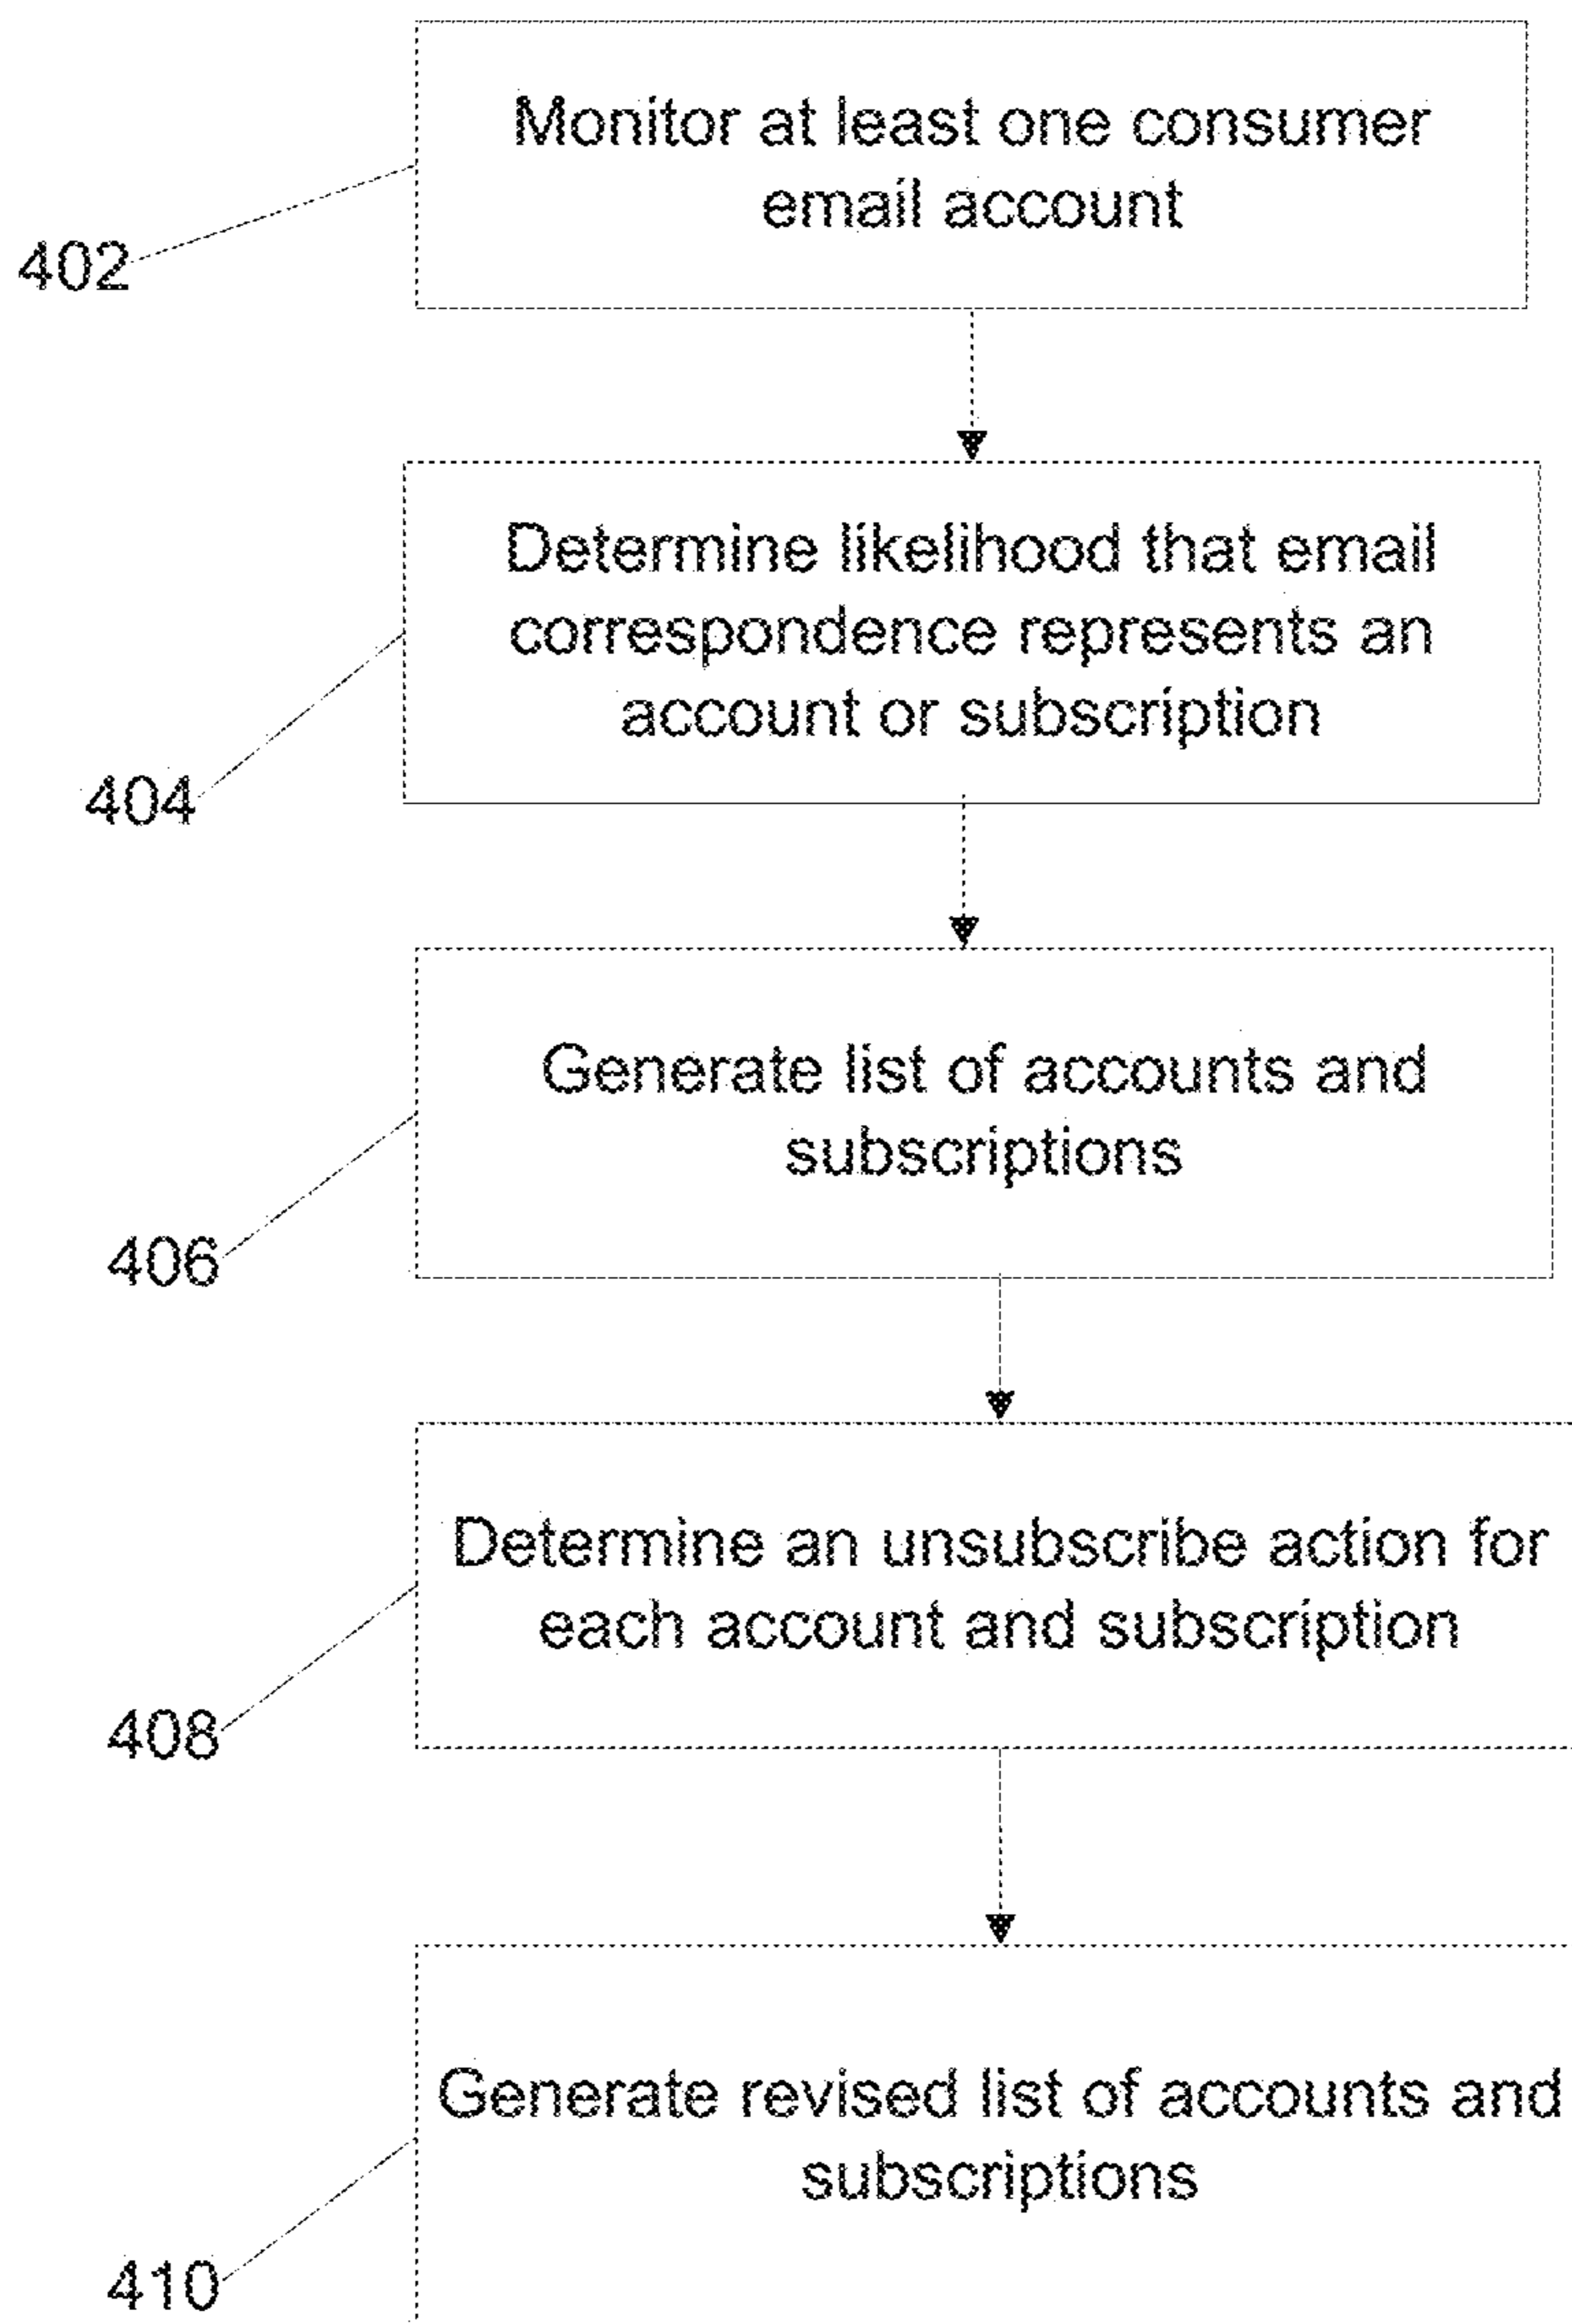 Monitor at least one consumer
email account
402
Determine likelihood that email
correspondence represents an
account or subscription
404
Generate list of accounts and
subscriptions
406
Determine an unsubscribe action for
each account and subscription
408
Generate revised list of accounts and
subscriptions
410